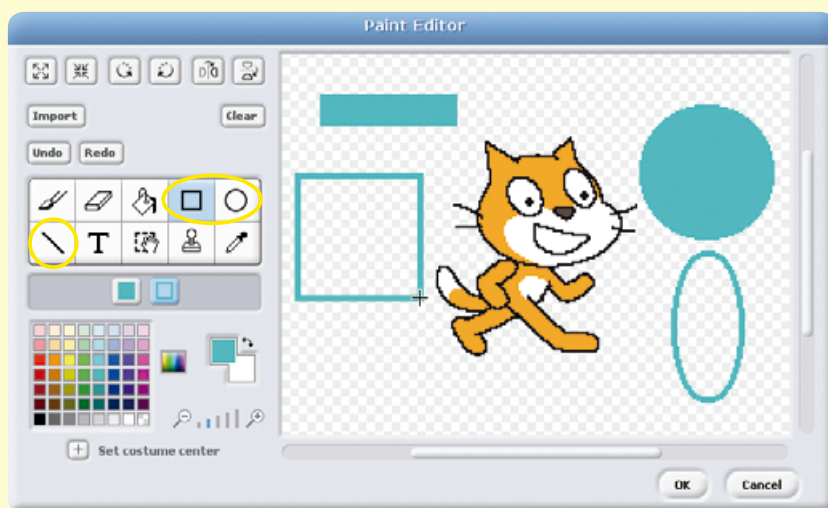 Paint Editor
Import
Clear
Undo
Redo
T
Set costume center
OK
Cancel